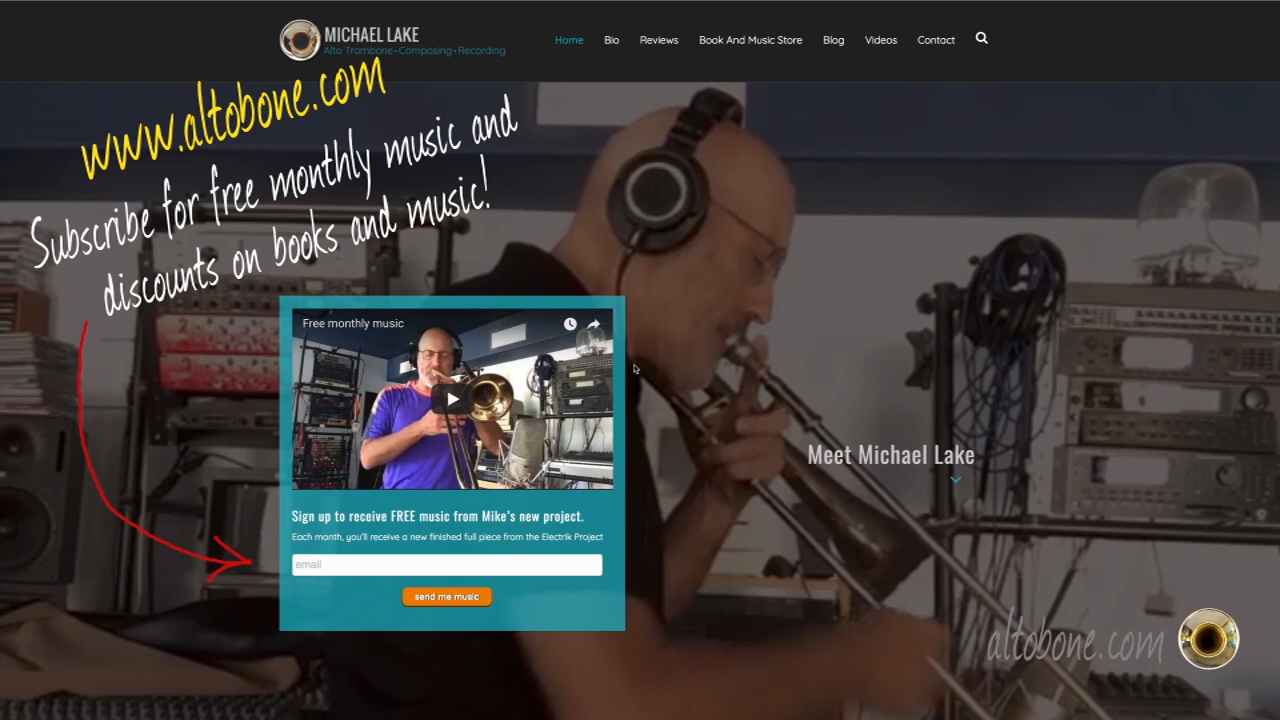 MICHAEL LAKE
Alto Trombone•Composing•Recording
Home Bio Reviews Book And Music Store Blog Videos Contact
www.altobone.com
Subscribe for free monthly music and
discounts on books and music!
Free monthly music
Meet Michael Lake
Sign up to receive FREE music from Mike's new project.
Each month, you'll receive a new finished full piece from the Electrik Project
email
send me music
altobone.com